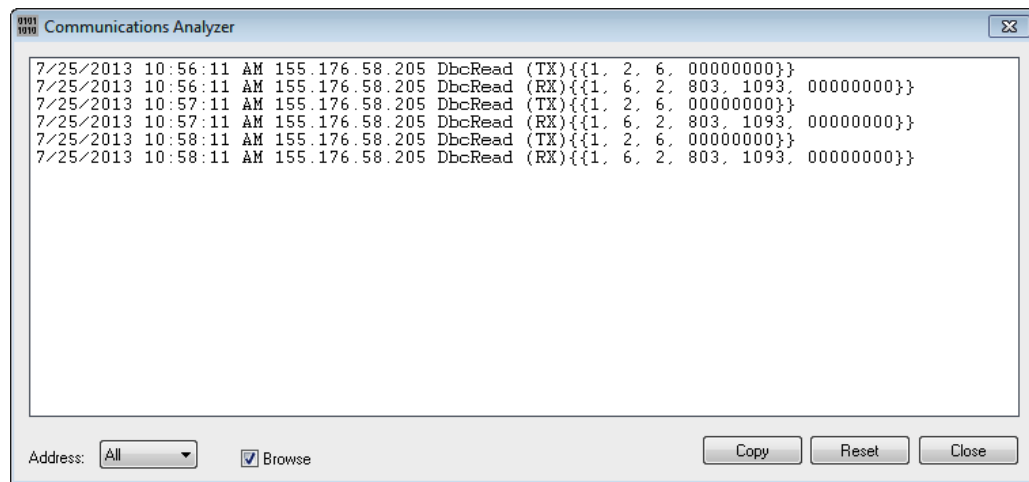 0101
1010
Communications Analyzer
7/25/2013 10:56:11 AM 155.176.58.205 DbcRead (TX){{1, 2, 6, 00000000}}
7/25/2013 10:56:11 AM 155.176.58.205 DbcRead (RX){{1, 6, 2, 803, 1093, 00000000}}
7/25/2013 10:57:11 AM 155.176.58.205 DbcRead (TX){{1, 2, 6, 00000000}}
7/25/2013 10:57:11 AM 155.176.58.205 DbcRead (RX){{1, 6, 2, 803, 1093, 00000000}}
7/25/2013 10:58:11 AM 155.176.58.205 DbcRead (TX){{1, 2, 6, 00000000}}
7/25/2013 10:58:11 AM 155.176.58.205 DbcRead (RX){{1, 6, 2, 803, 1093, 00000000}}
Address: All Browse Copy Reset Close